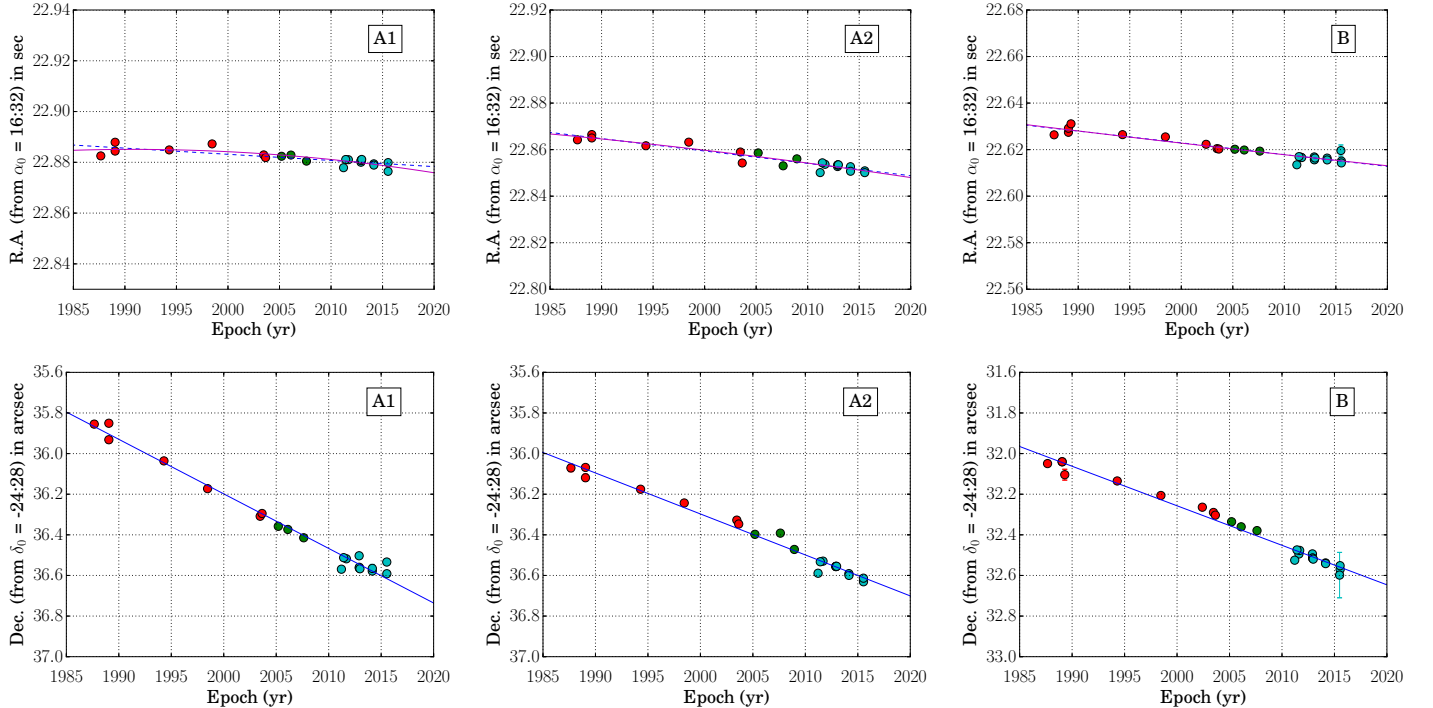 22.94
22.92
22.90
22.88
22.86
22.84
R.A. (from α0 = 16:32) in sec
A1
1985 1990 1995 2000 2005 2010 2015 2020
Epoch (yr)
22.92
22.90
22.88
22.86
22.84
22.82
22.80
R.A. (from α0 = 16:32) in sec
A2
1985 1990 1995 2000 2005 2010 2015 2020
Epoch (yr)
22.68
22.66
22.64
22.62
22.60
22.58
22.56
R.A. (from α0 = 16:32) in sec
B
1985 1990 1995 2000 2005 2010 2015 2020
Epoch (yr)
35.6
35.8
36.0
36.2
36.4
36.6
36.8
37.0
Dec. (from δ0 = -24:28) in arcsec
A1
1985 1990 1995 2000 2005 2010 2015 2020
Epoch (yr)
35.6
35.8
36.0
36.2
36.4
36.6
36.8
37.0
Dec. (from δ0 = -24:28) in arcsec
A2
1985 1990 1995 2000 2005 2010 2015 2020
Epoch (yr)
31.6
31.8
32.0
32.2
32.4
32.6
32.8
33.0
Dec. (from δ0 = -24:28) in arcsec
B
1985 1990 1995 2000 2005 2010 2015 2020
Epoch (yr)